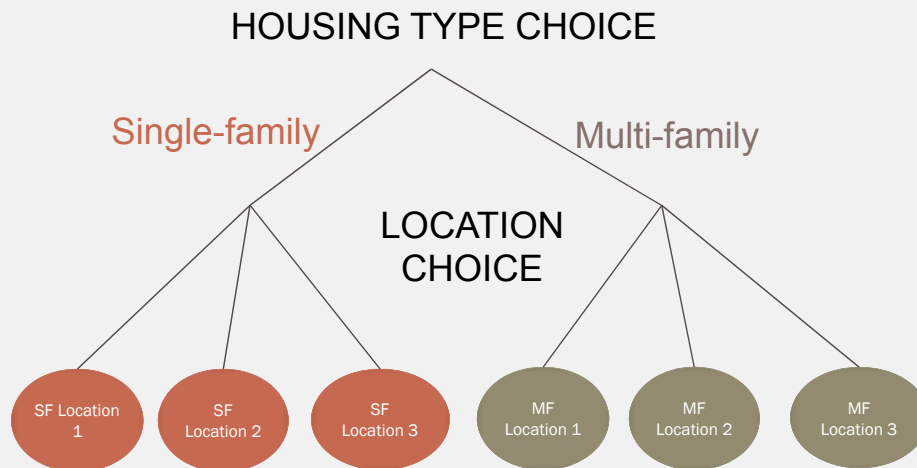 HOUSING TYPE CHOICE
Single-family
Multi-family
LOCATION
CHOICE
SF Location
1
SF
Location 2
SF
Location 3
MF
Location 1
MF
Location 2
MF
Location 3